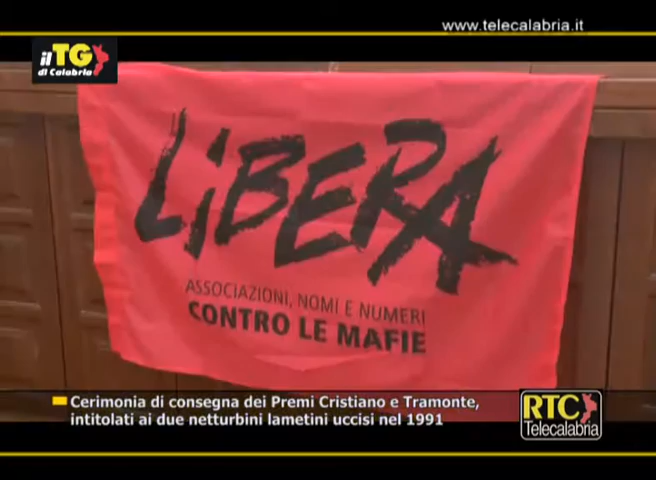 www.telecalabria.it
il TG
di Calabria
LiBERA
ASSOCIAZIONI, NOMI E NUMERI
CONTRO LE MAFIE
Cerimonia di consegna dei Premi Cristiano e Tramonte,
intitolati ai due netturbini lametini uccisi nel 1991
RTC
Telecalabria